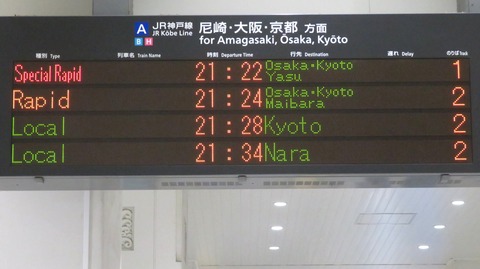 A JR神戸線 尼崎・大阪・京都 方面
B H JR Kōbe Line for Amagasaki, Ōsaka, Kyōto
種別 Type 列車名 Train Name 時刻 Departure Time 行先 Destination 遅れ Delay のりば Track
Special Rapid 21:22 Osaka・Kyoto Yasu 1
Rapid 21:24 Osaka・Kyoto Maibara 2
Local 21:28 Kyoto 2
Local 21:34 Nara 2